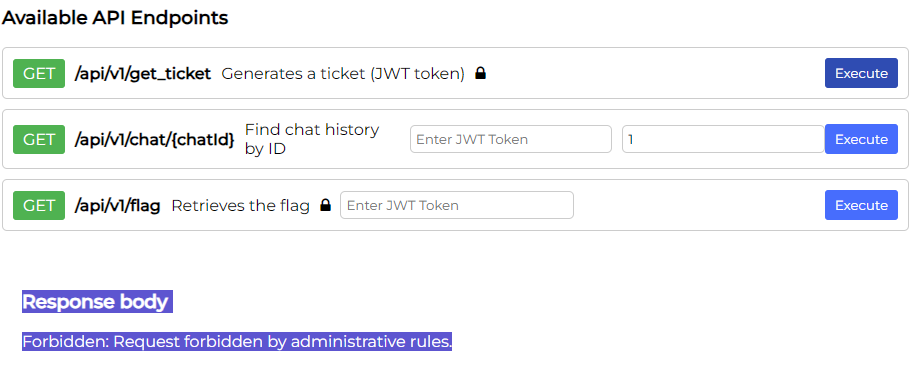 Available API Endpoints
GET /api/v1/get_ticket Generates a ticket (JWT token) Execute
GET /api/v1/chat/{chatId} Find chat history by ID Enter JWT Token 1 Execute
GET /api/v1/flag Retrieves the flag Enter JWT Token Execute
Response body
Forbidden: Request forbidden by administrative rules.